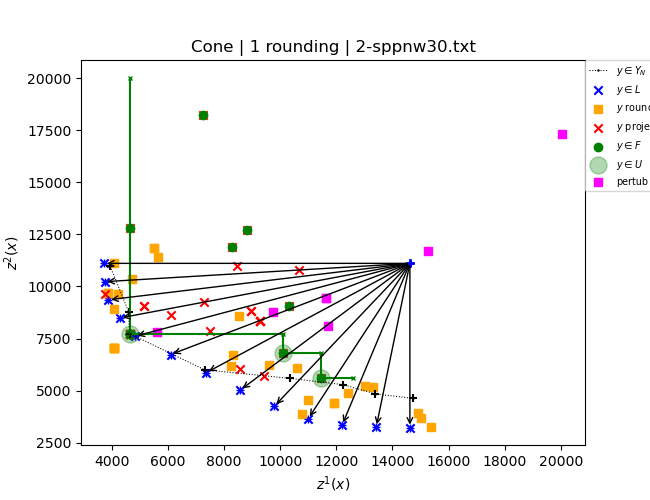 Cone | 1 rounding | 2-sppnw30.txt
z²(x)
20000
17500
15000
12500
10000
7500
5000
2500
4000 6000 8000 10000 12000 14000 16000 18000 20000
z¹(x)
y ∈ Y_N
y ∈ L
y roun
y proje
y ∈ F
y ∈ U
pertub